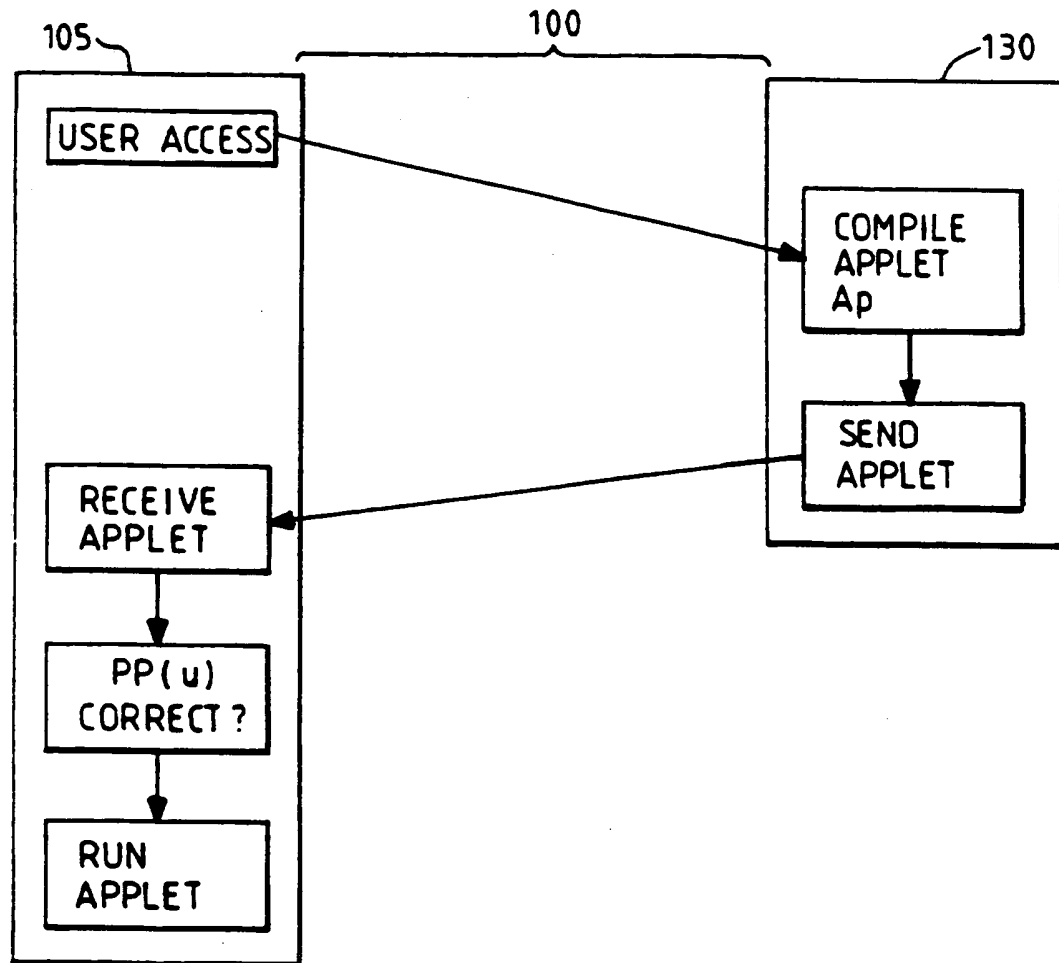 105
100
130
USER ACCESS
COMPILE
APPLET
Ap
SEND
APPLET
RECEIVE
APPLET
PP(u)
CORRECT?
RUN
APPLET